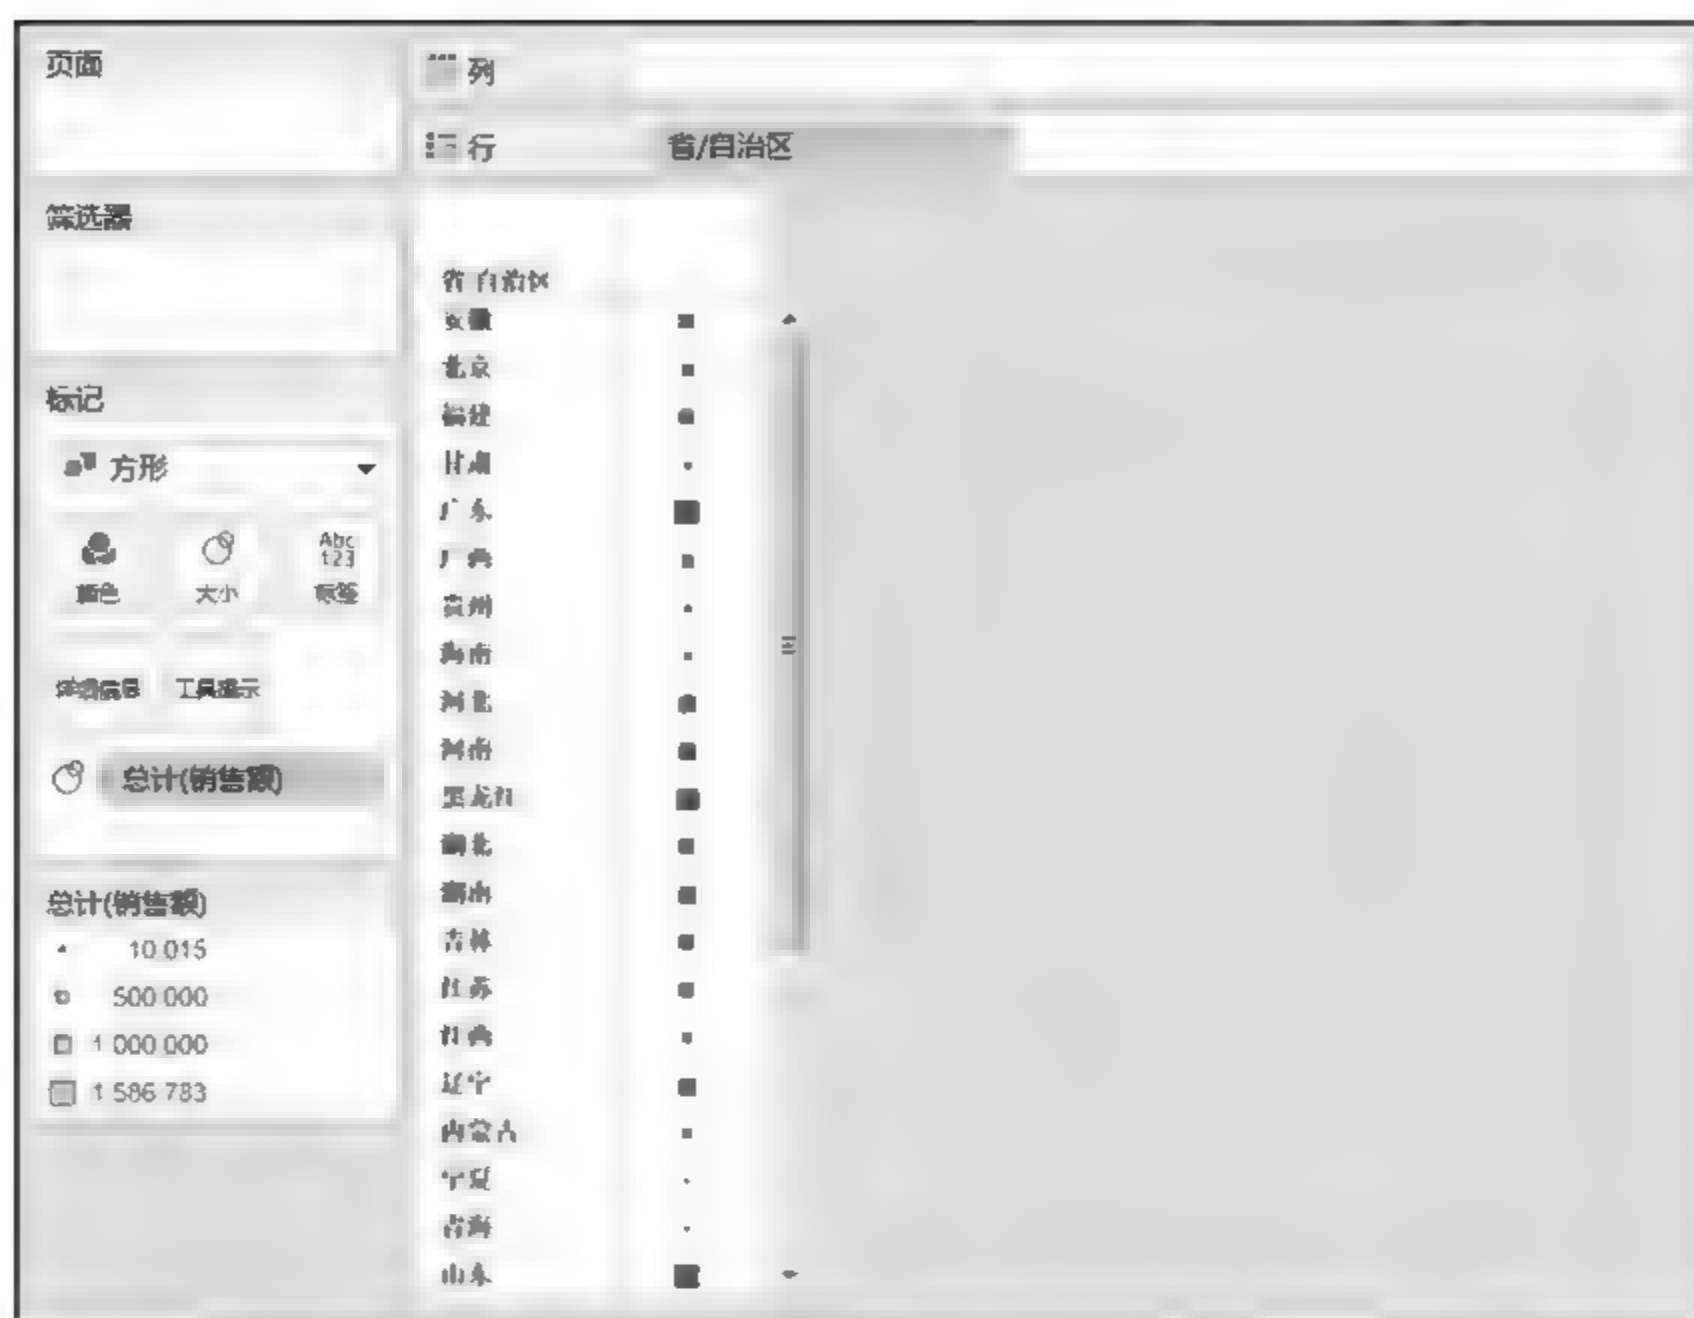 页面
列
行 省/自治区
筛选器
省 自治区
安徽
北京
福建
甘肃
广东
广西
贵州
海南
河北
河南
黑龙江
湖北
湖南
吉林
江苏
江西
辽宁
内蒙古
宁夏
青海
山东
标记
方形
颜色 大小 Abc 123 标签
详细信息 工具提示
总计(销售额)
总计(销售额)
10 015
500 000
1 000 000
1 586 783